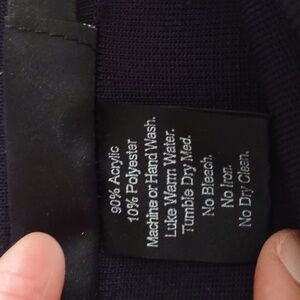 90% Acrylic
10% Polyester
Machine or Hand Wash.
Luke Warm Water.
Tumble Dry Med.
No Bleach.
No Iron.
No Dry Clean.